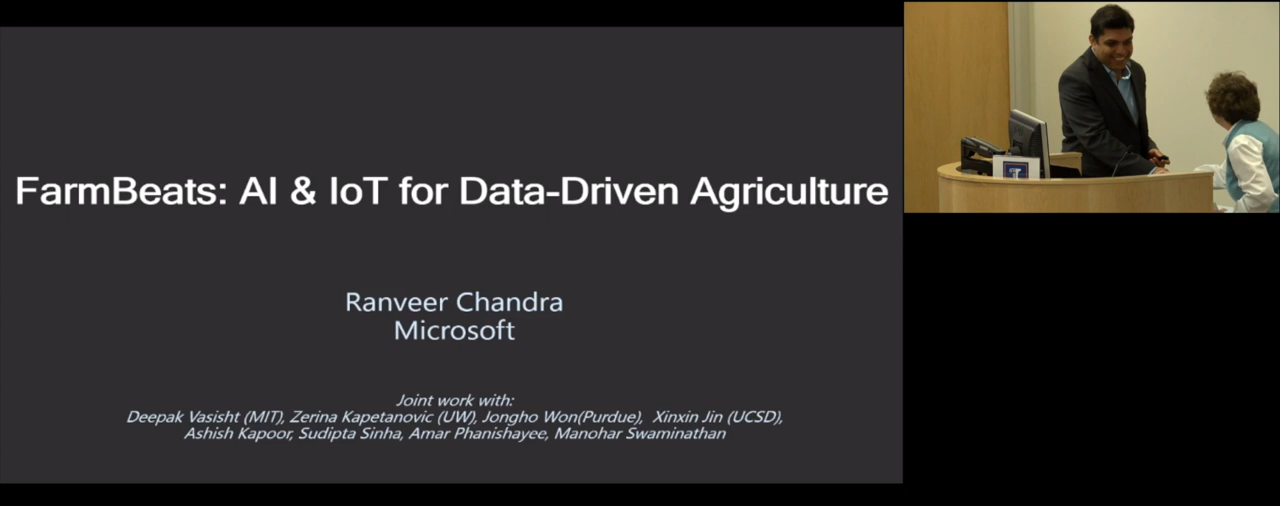 FarmBeats: AI & IoT for Data-Driven Agriculture
Ranveer Chandra
Microsoft
Joint work with:
Deepak Vasisht (MIT), Zerina Kapetanovic (UW), Jongho Won(Purdue), Xinxin Jin (UCSD),
Ashish Kapoor, Sudipta Sinha, Amar Phanishayee, Manohar Swaminathan